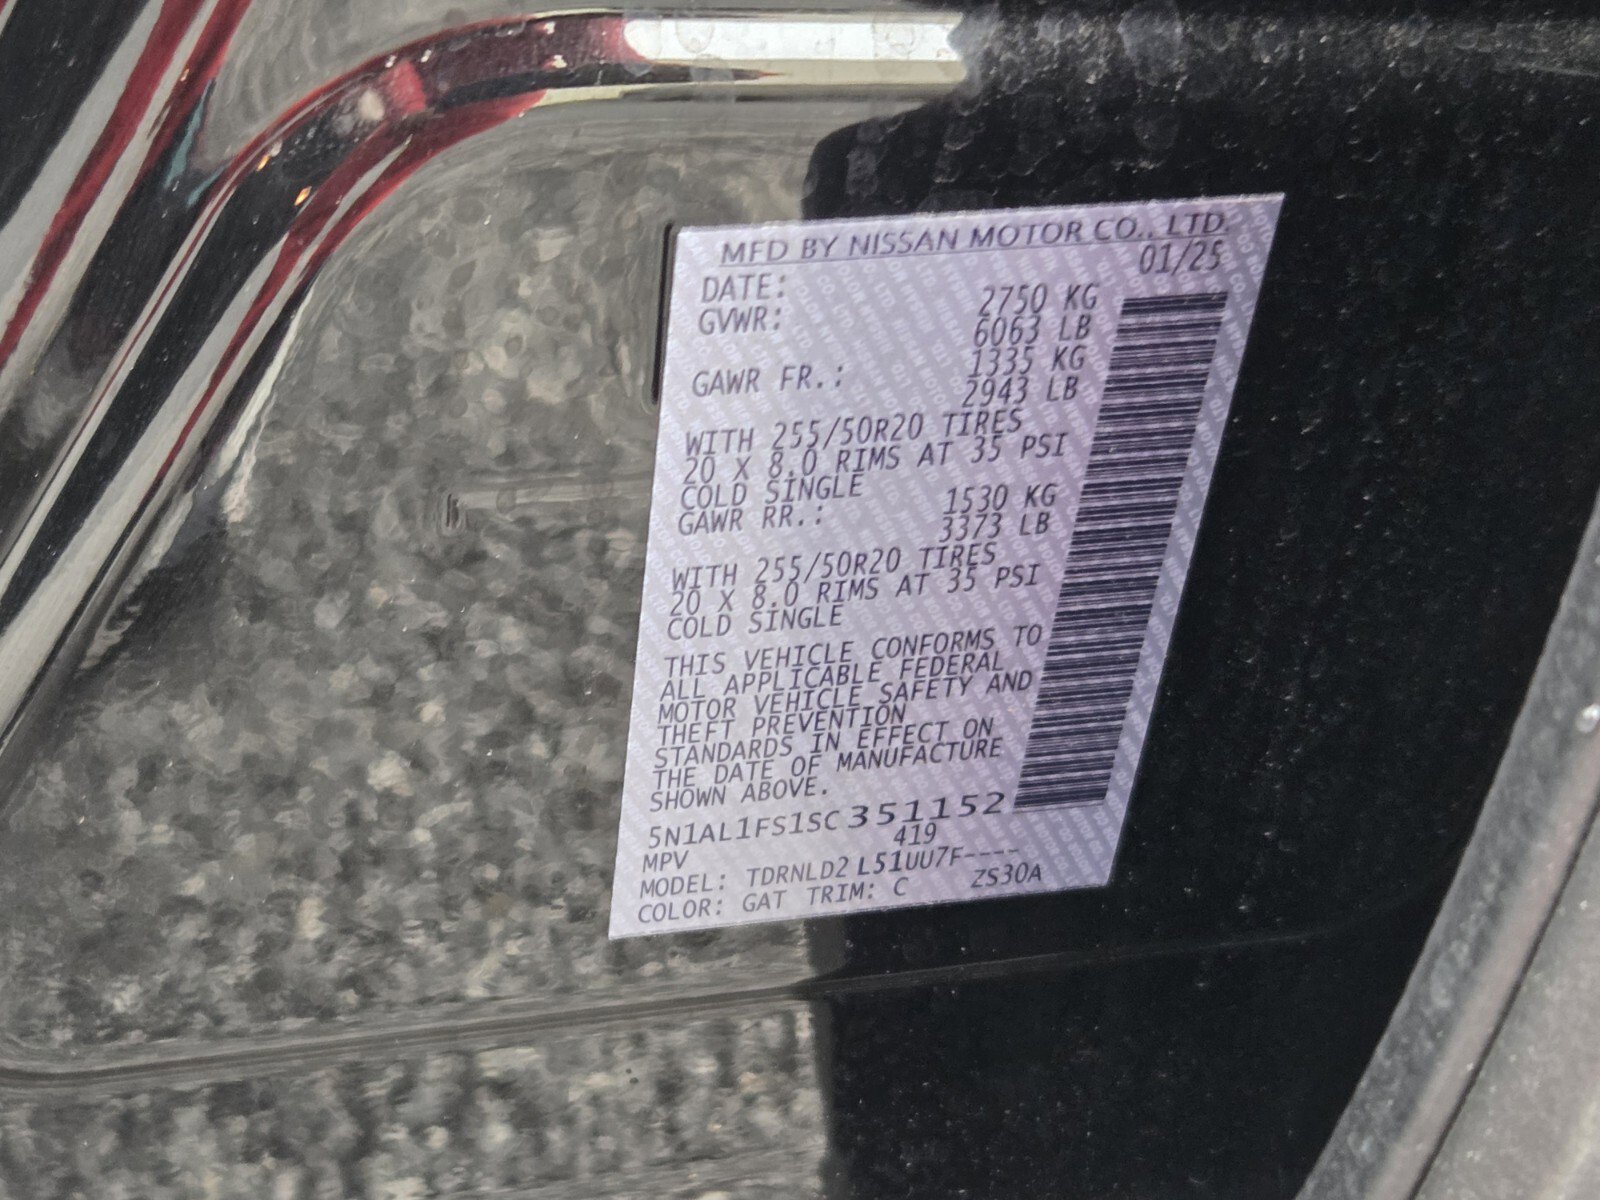 MFD BY NISSAN MOTOR CO., LTD.
DATE: 01/25
GVWR: 2750 KG
6063 LB
GAWR FR.: 1335 KG
2943 LB
WITH 255/50R20 TIRES
20 X 8.0 RIMS AT 35 PSI
COLD SINGLE
GAWR RR.: 1530 KG
3373 LB
WITH 255/50R20 TIRES
20 X 8.0 RIMS AT 35 PSI
COLD SINGLE
THIS VEHICLE CONFORMS TO
ALL APPLICABLE FEDERAL
MOTOR VEHICLE SAFETY AND
THEFT PREVENTION
STANDARDS IN EFFECT ON
THE DATE OF MANUFACTURE
SHOWN ABOVE.
5N1AL1FS1SC351152
MPV 419
MODEL: TDRNLD2 L51UU7F----
COLOR: GAT TRIM: C ZS30A